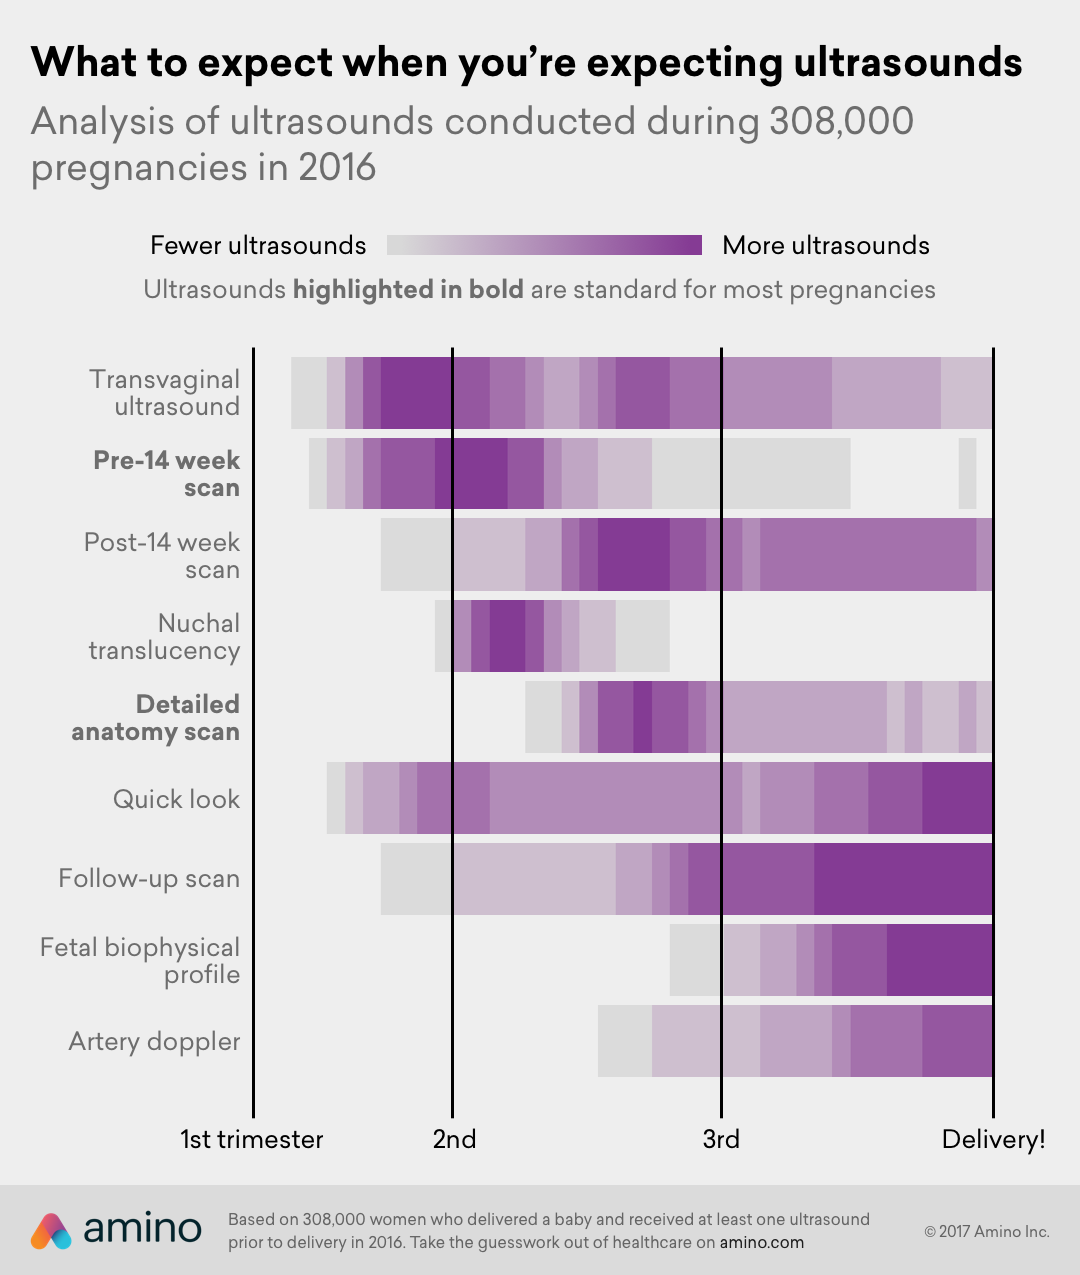 What to expect when you’re expecting ultrasounds
Analysis of ultrasounds conducted during 308,000
pregnancies in 2016
Fewer ultrasounds
More ultrasounds
Ultrasounds highlighted in bold are standard for most pregnancies
Transvaginal
ultrasound
Pre-14 week
scan
Post-14 week
scan
Nuchal
translucency
Detailed
anatomy scan
Quick look
Follow-up scan
Fetal biophysical
profile
Artery doppler
1st trimester
2nd
3rd
Delivery!
amino
Based on 308,000 women who delivered a baby and received at least one ultrasound
prior to delivery in 2016. Take the guesswork out of healthcare on amino.com
© 2017 Amino Inc.